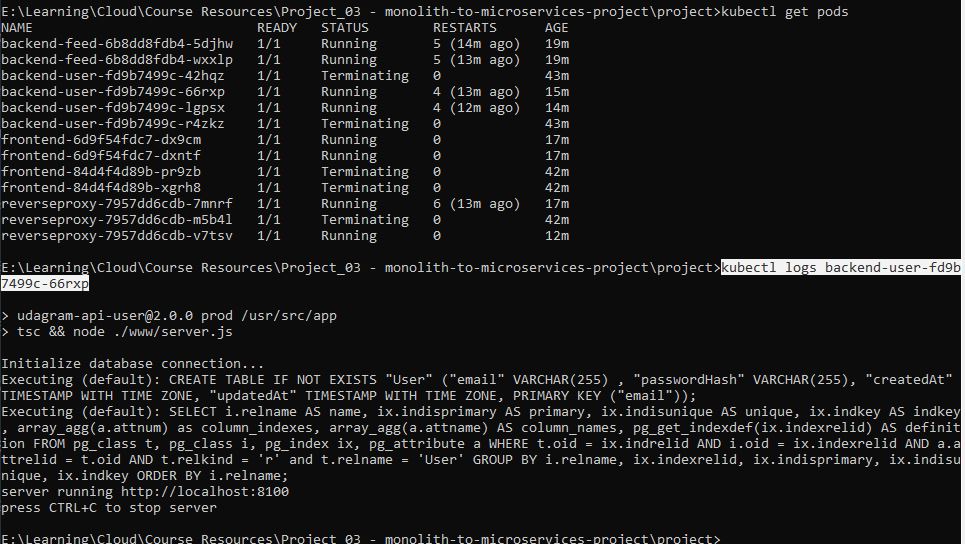 E:\Learning\Cloud\Course Resources\Project_03 - monolith-to-microservices-project\project>kubectl get pods
NAME READY STATUS RESTARTS AGE
backend-feed-6b8dd8fdb4-5djhw 1/1 Running 5 (14m ago) 19m
backend-feed-6b8dd8fdb4-wxxlp 1/1 Running 5 (13m ago) 19m
backend-user-fd9b7499c-42hqz 1/1 Terminating 0 43m
backend-user-fd9b7499c-66rxp 1/1 Running 4 (13m ago) 15m
backend-user-fd9b7499c-lgpsx 1/1 Running 4 (12m ago) 14m
backend-user-fd9b7499c-r4zkz 1/1 Terminating 0 43m
frontend-6d9f54fdc7-dx9cm 1/1 Running 0 17m
frontend-6d9f54fdc7-dxntf 1/1 Running 0 17m
frontend-84d4f4d89b-pr9zb 1/1 Terminating 0 42m
frontend-84d4f4d89b-xgrh8 1/1 Terminating 0 42m
reverseproxy-7957dd6cdb-7mnrf 1/1 Running 6 (13m ago) 17m
reverseproxy-7957dd6cdb-m5b4l 1/1 Terminating 0 42m
reverseproxy-7957dd6cdb-v7tsv 1/1 Running 0 12m
E:\Learning\Cloud\Course Resources\Project_03 - monolith-to-microservices-project\project>kubectl logs backend-user-fd9b
7499c-66rxp
> udagram-api-user@2.0.0 prod /usr/src/app
> tsc && node ./www/server.js
Initialize database connection...
Executing (default): CREATE TABLE IF NOT EXISTS "User" ("email" VARCHAR(255) , "passwordHash" VARCHAR(255), "createdAt"
TIMESTAMP WITH TIME ZONE, "updatedAt" TIMESTAMP WITH TIME ZONE, PRIMARY KEY ("email"));
Executing (default): SELECT i.relname AS name, ix.indisprimary AS primary, ix.indisunique AS unique, ix.indkey AS indkey
, array_agg(a.attnum) as column_indexes, array_agg(a.attname) AS column_names, pg_get_indexdef(ix.indexrelid) AS definit
ion FROM pg_class t, pg_class i, pg_index ix, pg_attribute a WHERE t.oid = ix.indrelid AND i.oid = ix.indexrelid AND a.a
ttrelid = t.oid AND t.relkind = 'r' and t.relname = 'User' GROUP BY i.relname, ix.indexrelid, ix.indisprimary, ix.indisu
nique, ix.indkey ORDER BY i.relname;
server running http://localhost:8100
press CTRL+C to stop server
E:\Learning\Cloud\Course Resources\Project_03 - monolith-to-microservices-project\project>